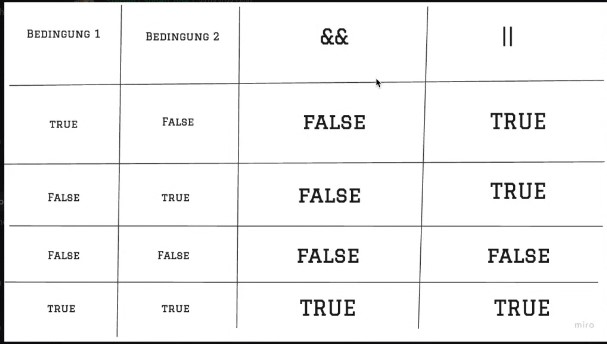 Bedingung 1 Bedingung 2 && ||
TRUE False FALSE TRUE
False TRUE FALSE TRUE
False False FALSE FALSE
TRUE TRUE TRUE TRUE
miro